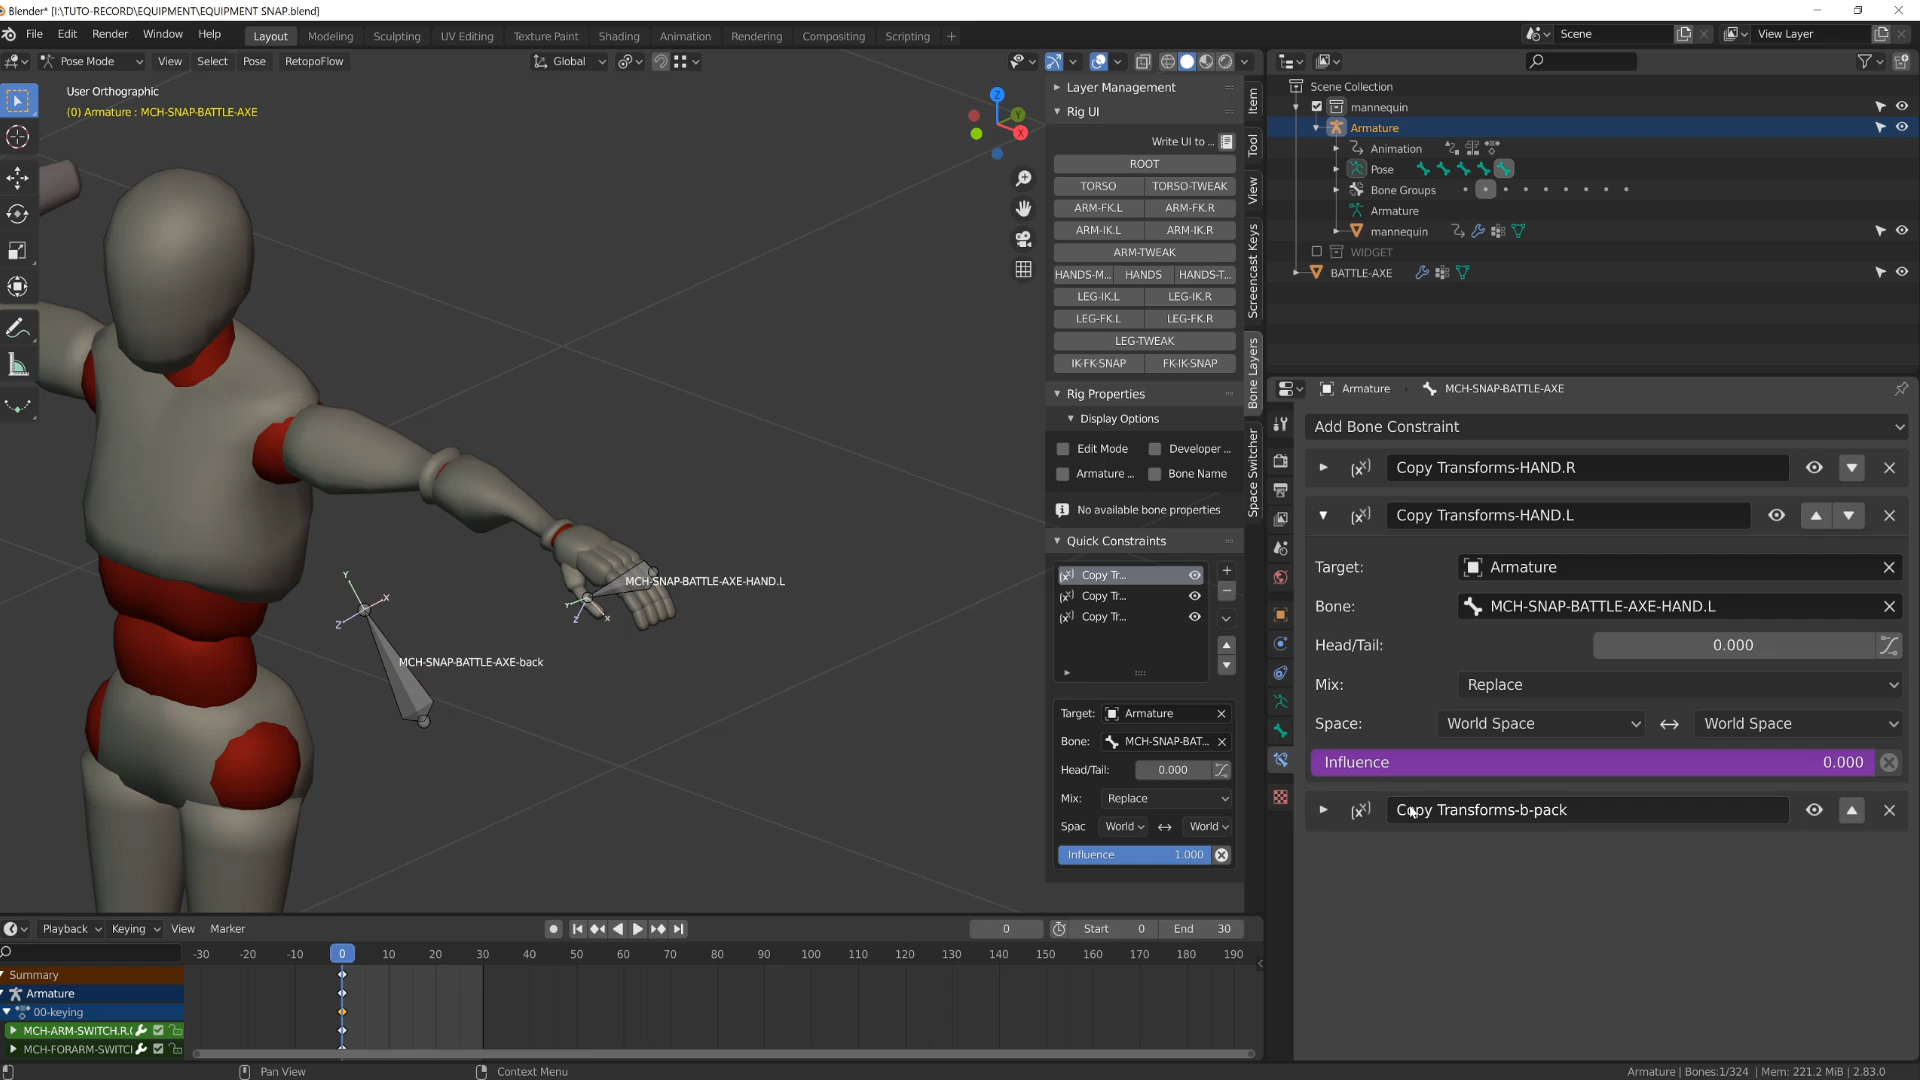 Blender* [I:\TUTO-RECORD\EQUIPMENT\EQUIPMENT SNAP.blend]
File Edit Render Window Help Layout Modeling Sculpting UV Editing Texture Paint Shading Animation Rendering Compositing Scripting + Scene View Layer
Pose Mode View Select Pose RetopoFlow Global
User Orthographic
(0) Armature : MCH-SNAP-BATTLE-AXE
Z
Y
X
MCH-SNAP-BATTLE-AXE-HAND.L
MCH-SNAP-BATTLE-AXE-back
Y
X
Z
Y
Z
X
Layer Management
Rig UI
Write UI to ...
ROOT
TORSO TORSO-TWEAK
ARM-FK.L ARM-FK.R
ARM-IK.L ARM-IK.R
ARM-TWEAK
HANDS-M... HANDS HANDS-T...
LEG-IK.L LEG-IK.R
LEG-FK.L LEG-FK.R
LEG-TWEAK
IK-FK-SNAP FK-IK-SNAP
Rig Properties
Display Options
Edit Mode Developer ...
Armature ... Bone Name
No available bone properties
Quick Constraints
Copy Tr...
Copy Tr...
Copy Tr...
Target: Armature
Bone: MCH-SNAP-BAT...
Head/Tail: 0.000
Mix: Replace
Spac World World
Influence 1.000
Item
Tool
View
Screencast Keys
Bone Layers
Space Switcher
Scene Collection
mannequin
Armature
Animation
Pose
Bone Groups
Armature
mannequin
WIDGET
BATTLE-AXE
Armature MCH-SNAP-BATTLE-AXE
Add Bone Constraint
Copy Transforms-HAND.R
Copy Transforms-HAND.L
Target: Armature
Bone: MCH-SNAP-BATTLE-AXE-HAND.L
Head/Tail: 0.000
Mix: Replace
Space: World Space World Space
Influence 0.000
Copy Transforms-b-pack
Playback Keying View Marker 0 Start 0 End 30
-30 -20 -10 0 10 20 30 40 50 60 70 80 90 100 110 120 130 140 150 160 170 180 190
Summary
Armature
00-keying
MCH-ARM-SWITCH.R.(
MCH-FORARM-SWITCI
Pan View Context Menu Armature | Bones:1/324 | Mem: 221.2 MiB | 2.83.0